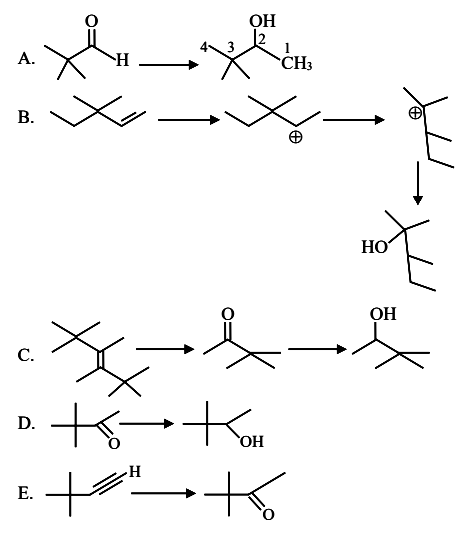 O
A. H
OH
4 3 2 1
CH3
B. ⊕ ⊕
HO
C. O OH
D. O OH
E. H O